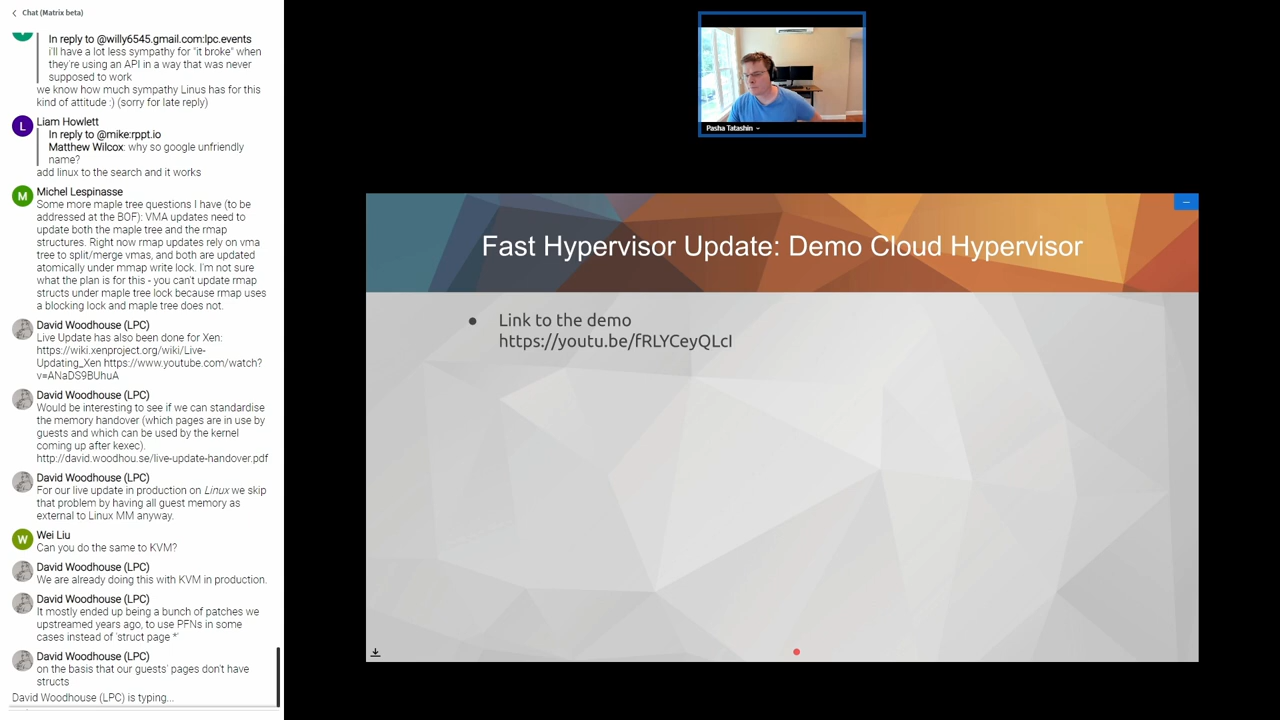 Chat (Matrix beta)
In reply to @willy6545.gmail.com:lpc.events
i'll have a lot less sympathy for "it broke" when
they're using an API in a way that was never
supposed to work
we know how much sympathy Linus has for this
kind of attitude :) (sorry for late reply)
L
Liam Howlett
In reply to @mike:rppt.io
Matthew Wilcox: why so google unfriendly
name?
add linux to the search and it works
M
Michel Lespinasse
Some more maple tree questions I have (to be
addressed at the BOF): VMA updates need to
update both the maple tree and the rmap
structures. Right now rmap updates rely on vma
tree to split/merge vmas, and both are updated
atomically under mmap write lock. I'm not sure
what the plan is for this - you can't update rmap
structs under maple tree lock because rmap uses
a blocking lock and maple tree does not.
David Woodhouse (LPC)
Live Update has also been done for Xen:
https://wiki.xenproject.org/wiki/Live-
Updating_Xen https://www.youtube.com/watch?
v=ANaDS9BUhuA
David Woodhouse (LPC)
Would be interesting to see if we can standardise
the memory handover (which pages are in use by
guests and which can be used by the kernel
coming up after kexec).
http://david.woodhou.se/live-update-handover.pdf
David Woodhouse (LPC)
For our live update in production on Linux we skip
that problem by having all guest memory as
external to Linux MM anyway.
W
Wei Liu
Can you do the same to KVM?
David Woodhouse (LPC)
We are already doing this with KVM in production.
David Woodhouse (LPC)
It mostly ended up being a bunch of patches we
upstreamed years ago, to use PFNs in some
cases instead of 'struct page *'
David Woodhouse (LPC)
on the basis that our guests' pages don't have
structs
David Woodhouse (LPC) is typing...
Pasha Tatashin
Fast Hypervisor Update: Demo Cloud Hypervisor
● Link to the demo
https://youtu.be/fRLYCeyQLcI